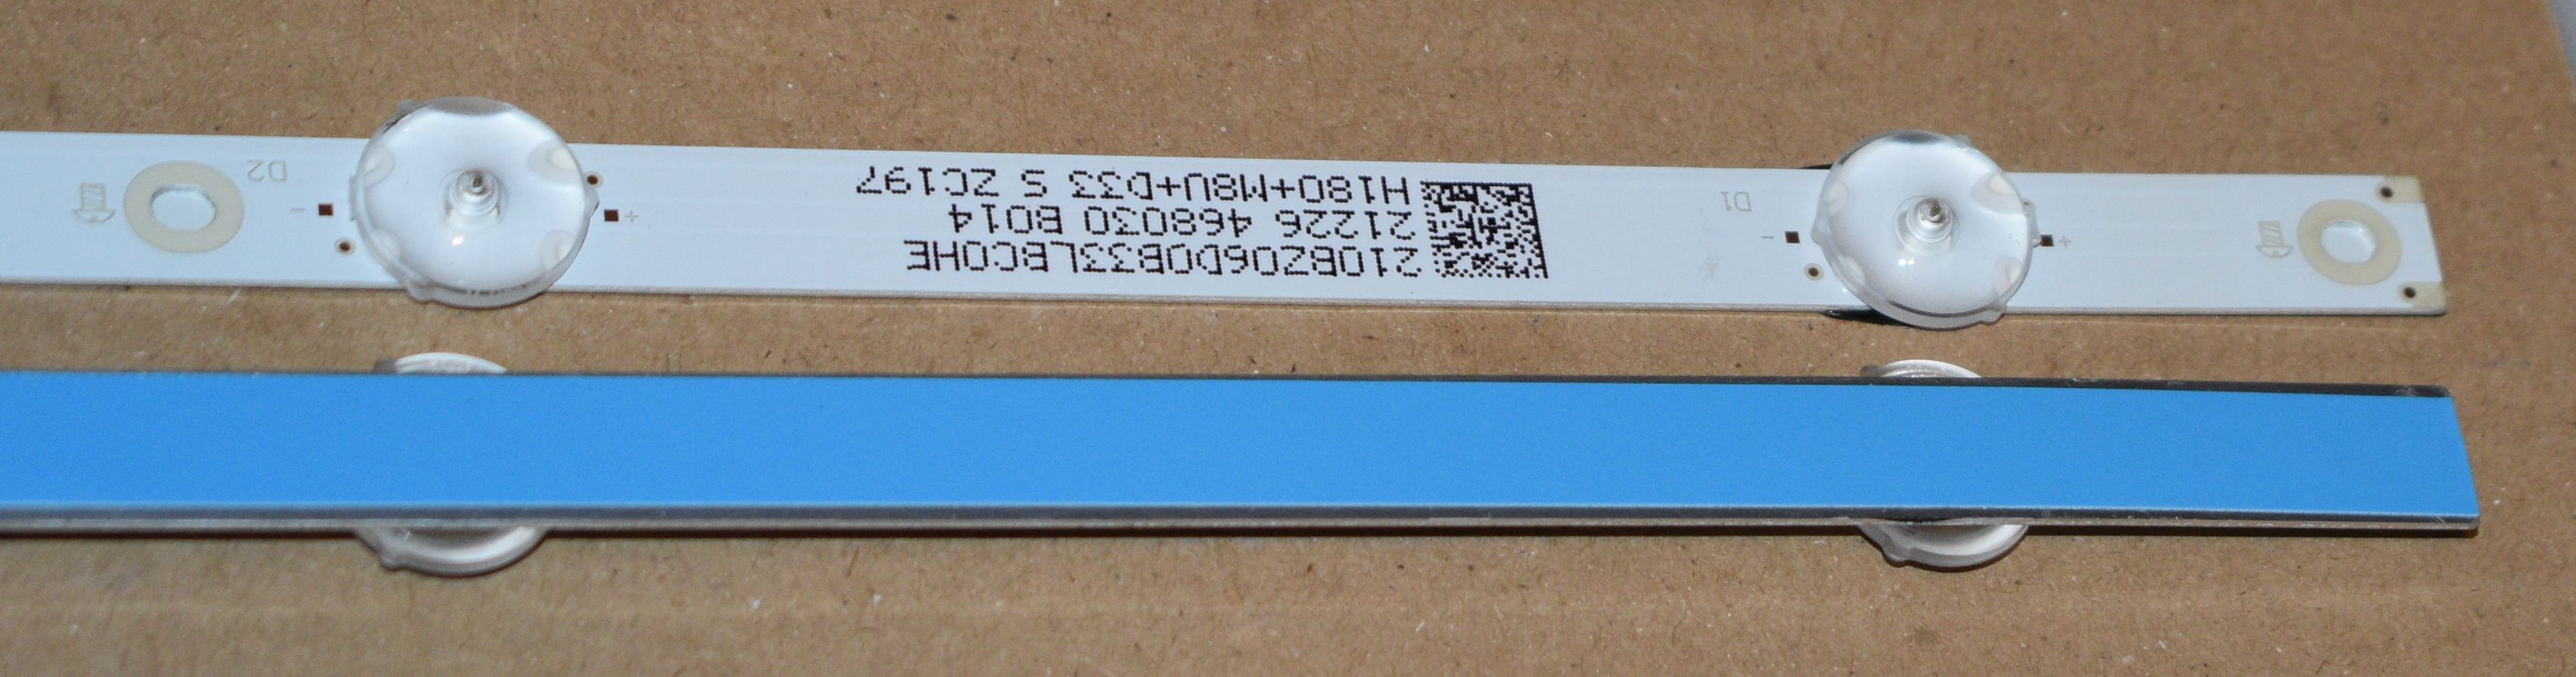 + -
D1
210BZ06D0B33LBC0HE
21226 468030 B014
H180+M8U+D33 S ZC197
+ -
D2